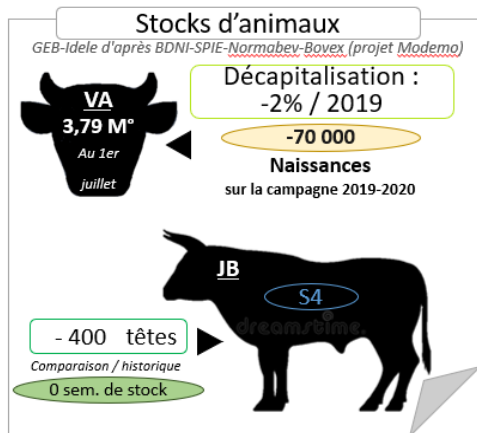 Stocks d’animaux
GEB-Idele d'après BDNI-SPIE-Normabev-Bovex (projet Modemo)
VA
3,79 M°
Au 1er
juillet
Décapitalisation :
-2% / 2019
-70 000
Naissances
sur la campagne 2019-2020
JB
S4
dreamstime.
- 400 têtes
Comparaison / historique
0 sem. de stock